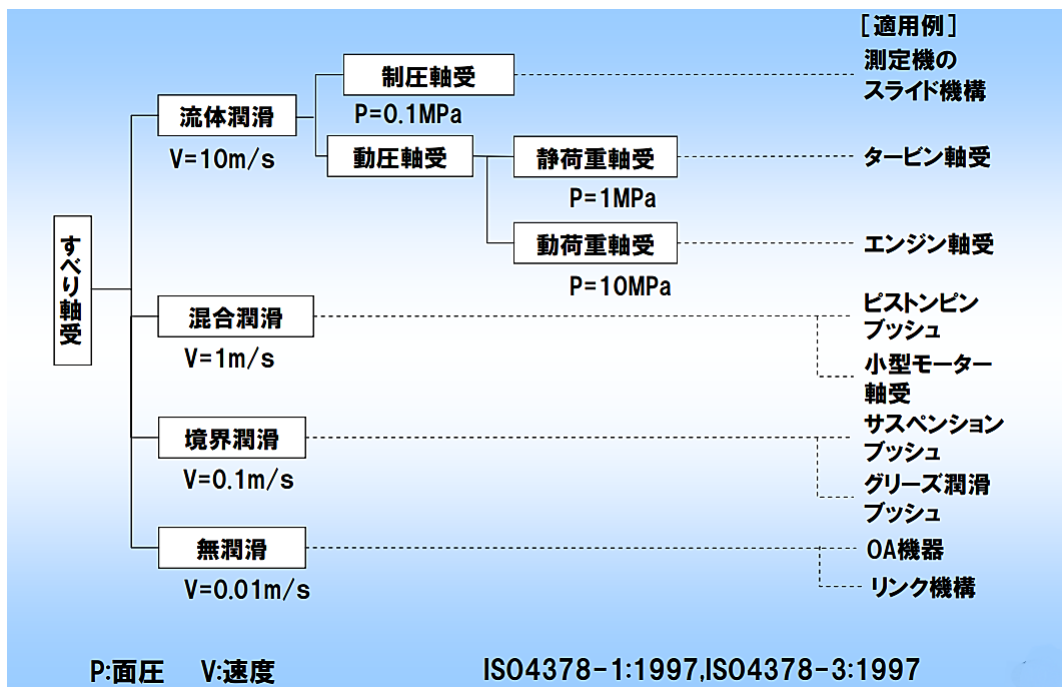 [適用例]
制圧軸受
P=0.1MPa
測定機の
スライド機構
流体潤滑
V=10m/s
動圧軸受
静荷重軸受
P=1MPa
タービン軸受
動荷重軸受
P=10MPa
エンジン軸受
すべり軸受
混合潤滑
V=1m/s
ピストンピン
ブッシュ
小型モーター
軸受
境界潤滑
V=0.1m/s
サスペンション
ブッシュ
グリーズ潤滑
ブッシュ
無潤滑
V=0.01m/s
OA機器
リンク機構
P:面圧 V:速度
ISO4378-1:1997,ISO4378-3:1997